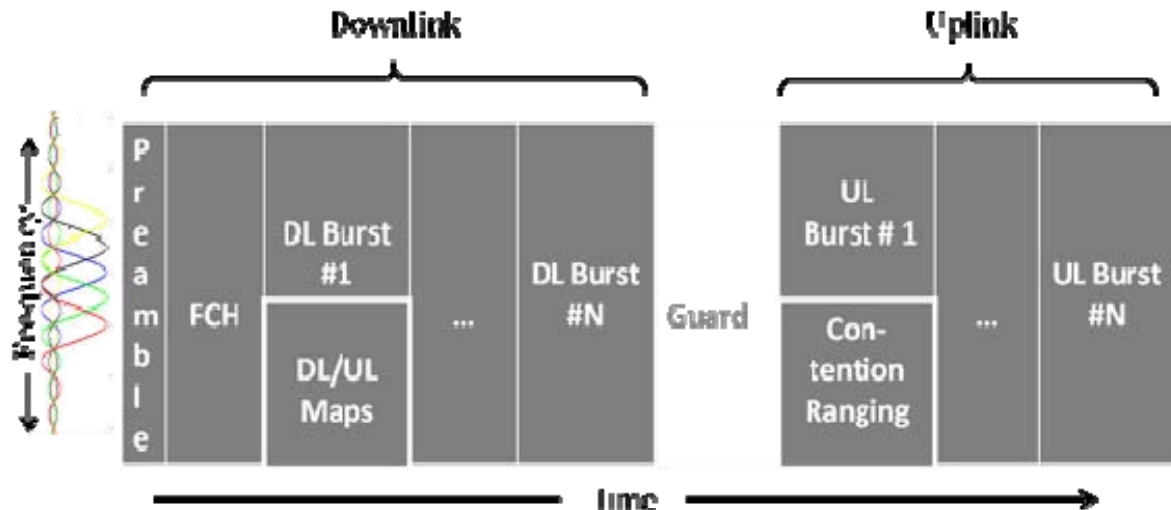 Downlink
Uplink
Frequency
Preamble
FCH
DL Burst
#1
DL/UL
Maps
...
DL Burst
#N
Guard
UL
Burst # 1
Con-
tention
Ranging
...
UL Burst
#N
Time